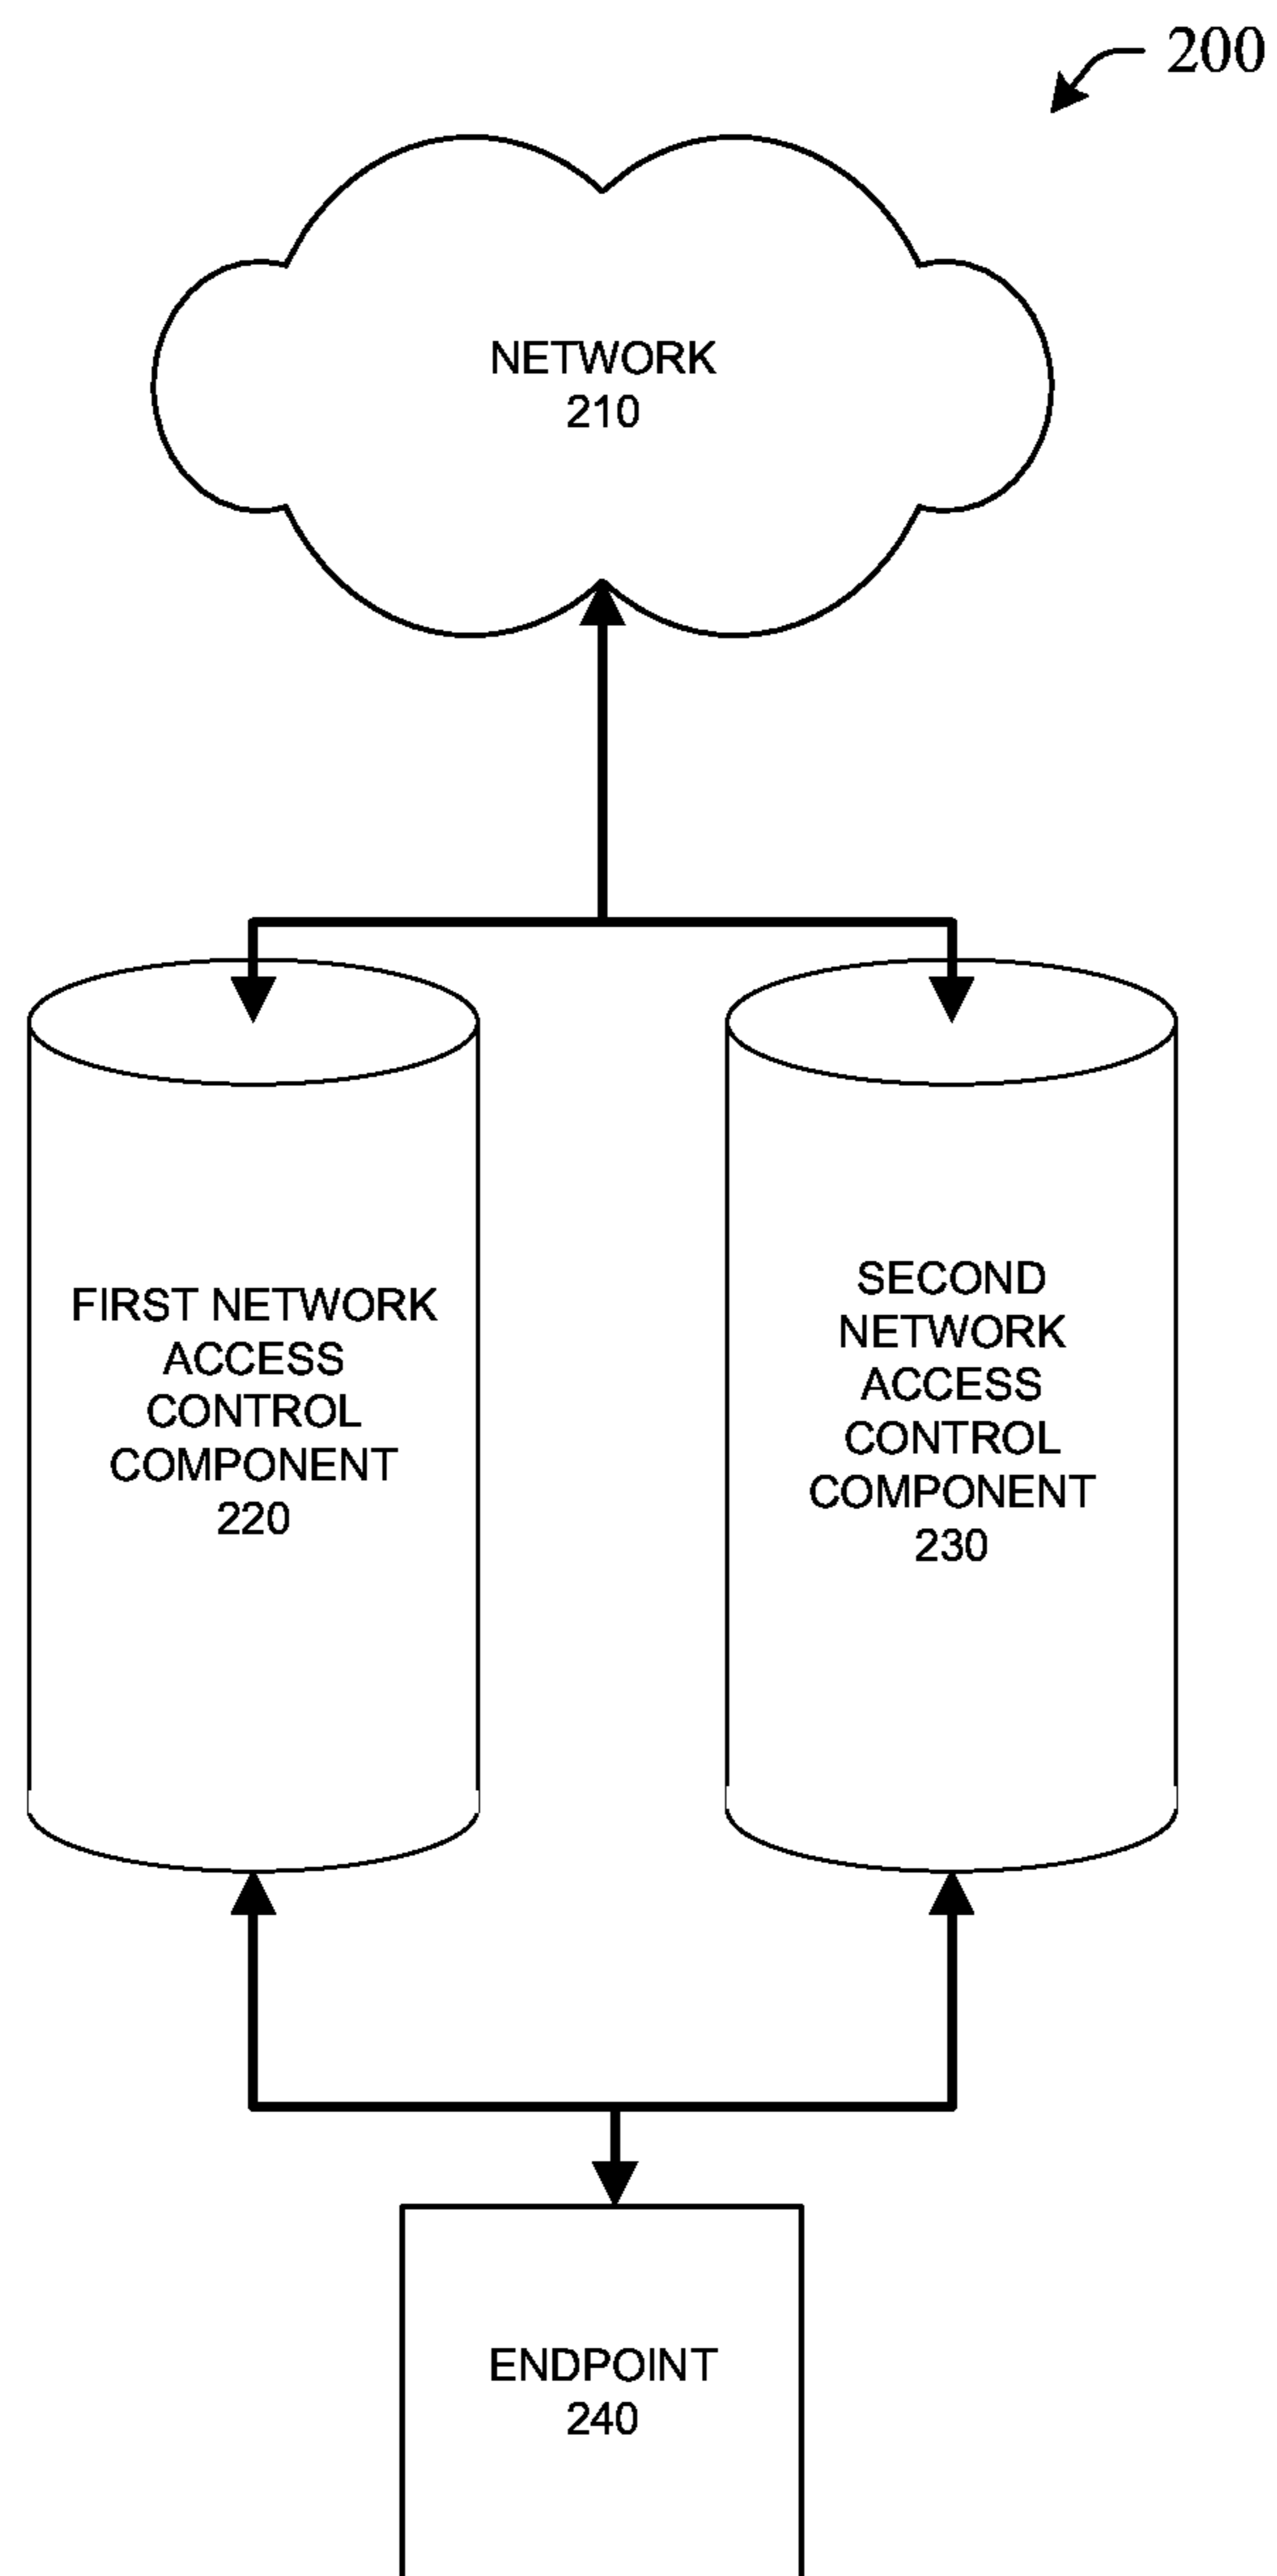 200
NETWORK
210
FIRST NETWORK
ACCESS
CONTROL
COMPONENT
220
SECOND
NETWORK
ACCESS
CONTROL
COMPONENT
230
ENDPOINT
240